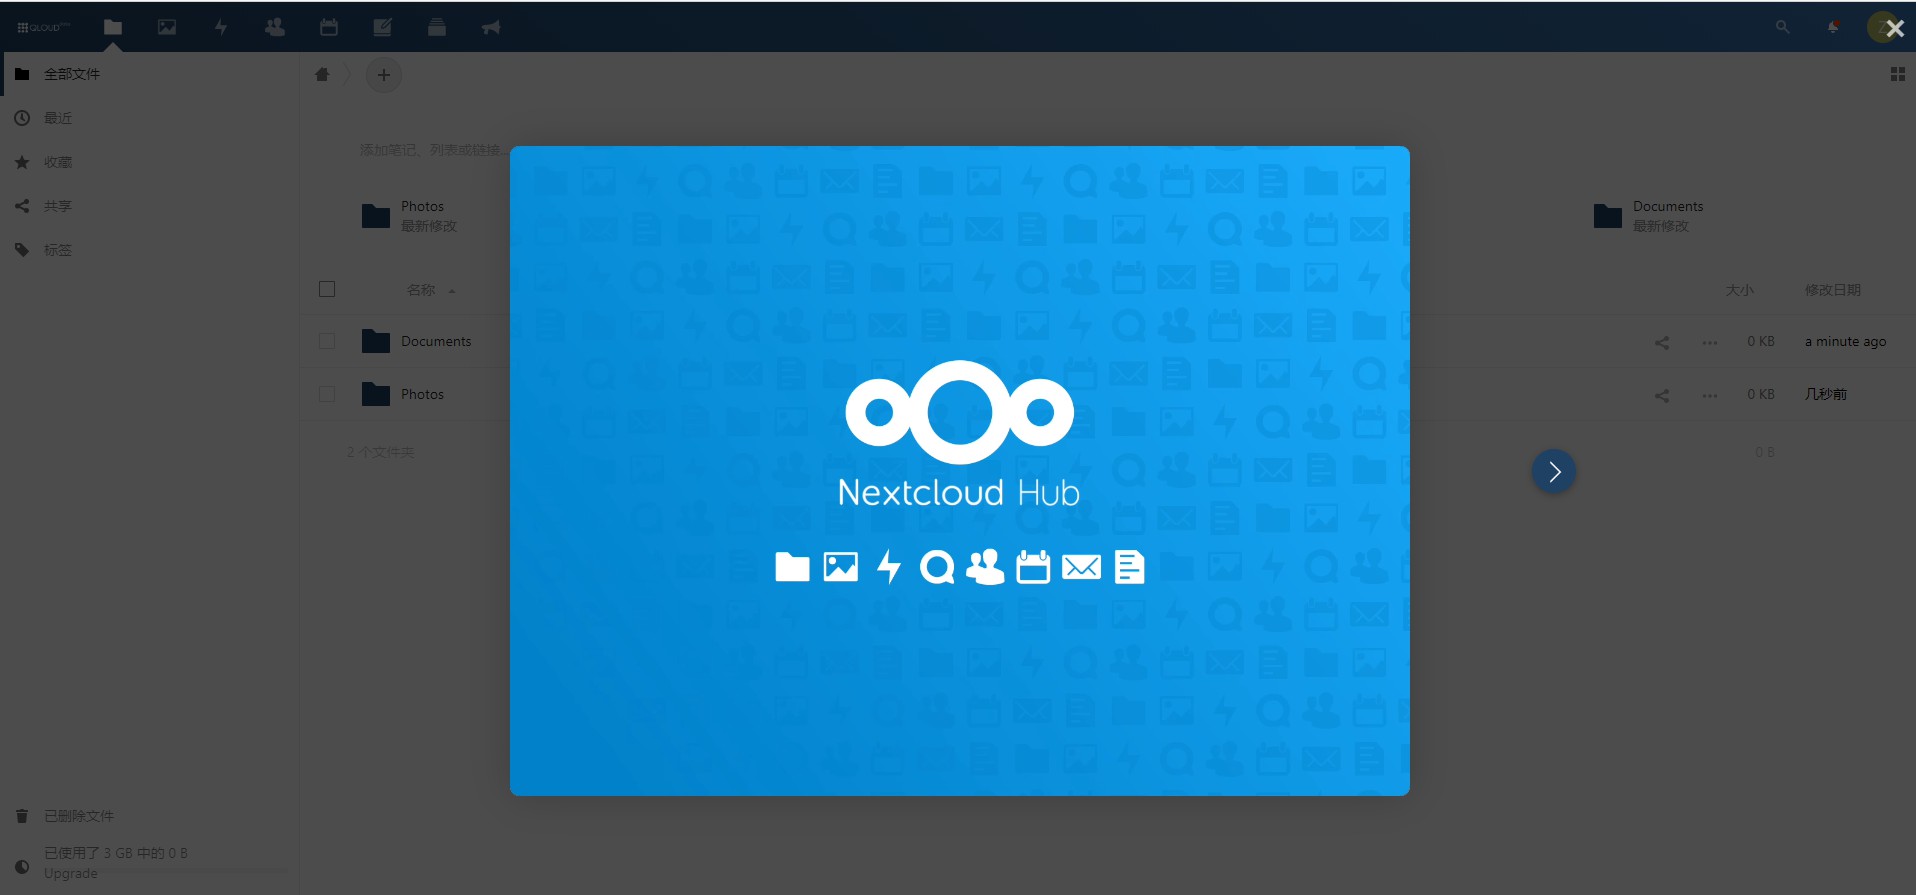 QLOUD
Z
全部文件
最近
收藏
共享
标签
添加笔记、列表或链接...
Photos
最新修改
Documents
最新修改
名称
大小
修改日期
Documents
0 KB
a minute ago
Photos
0 KB
几秒前
2 个文件夹
0 B
Nextcloud Hub
已删除文件
已使用了 3 GB 中的 0 B
Upgrade